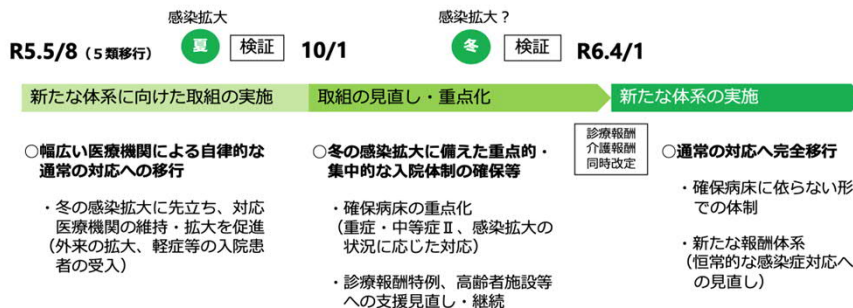 感染拡大
感染拡大？
R5.5/8（５類移行）
夏
検証
10/1
冬
検証
R6.4/1
新たな体系に向けた取組の実施
取組の見直し・重点化
新たな体系の実施
診療報酬
介護報酬
同時改定
○幅広い医療機関による自律的な
通常の対応への移行
・冬の感染拡大に先立ち、対応
医療機関の維持・拡大を促進
（外来の拡大、軽症等の入院患
者の受入）
○冬の感染拡大に備えた重点的・
集中的な入院体制の確保等
・確保病床の重点化
（重症・中等症Ⅱ、感染拡大の
状況に応じた対応）
・診療報酬特例、高齢者施設等
への支援見直し・継続
○通常の対応へ完全移行
・確保病床に依らない形
での体制
・新たな報酬体系
（恒常的な感染症対応へ
の見直し）